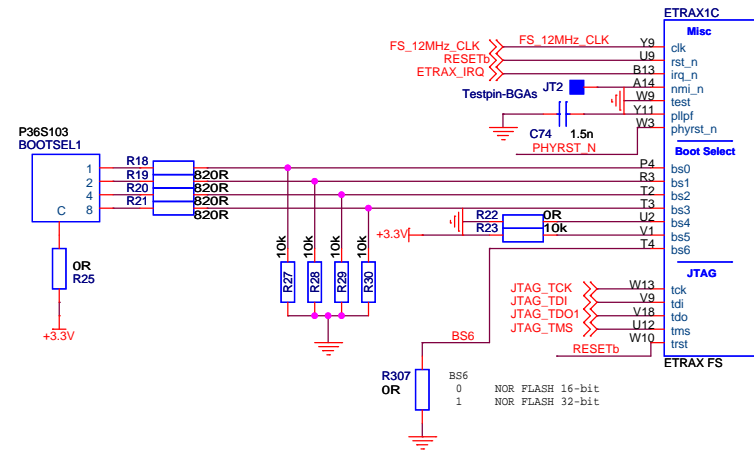 ETRAX1C
Misc
FS_12MHz_CLK FS_12MHz_CLK Y9 clk
RESETb U9 rst_n
ETRAX_IRQ B13 irq_n
JT2 A14 nmi_n
Testpin-BGAs W9 test
Y11 pllpf
C74 1.5n W3 phyrst_n
PHYRST_N
P36S103
BOOTSEL1
Boot Select
1 R18 820R P4 bs0
2 R19 820R R3 bs1
4 R20 820R T2 bs2
8 R21 820R T3 bs3
C
R22 0R U2 bs4
+3.3V R23 10k V1 bs5
T4 bs6
10k 10k 10k 10k
R27 R28 R29 R30
0R
R25
+3.3V
JTAG
JTAG_TCK W13 tck
JTAG_TDI V9 tdi
JTAG_TDO1 V18 tdo
JTAG_TMS U12 tms
RESETb W10 trst
ETRAX FS
BS6
R307
0R
BS6
0 NOR FLASH 16-bit
1 NOR FLASH 32-bit